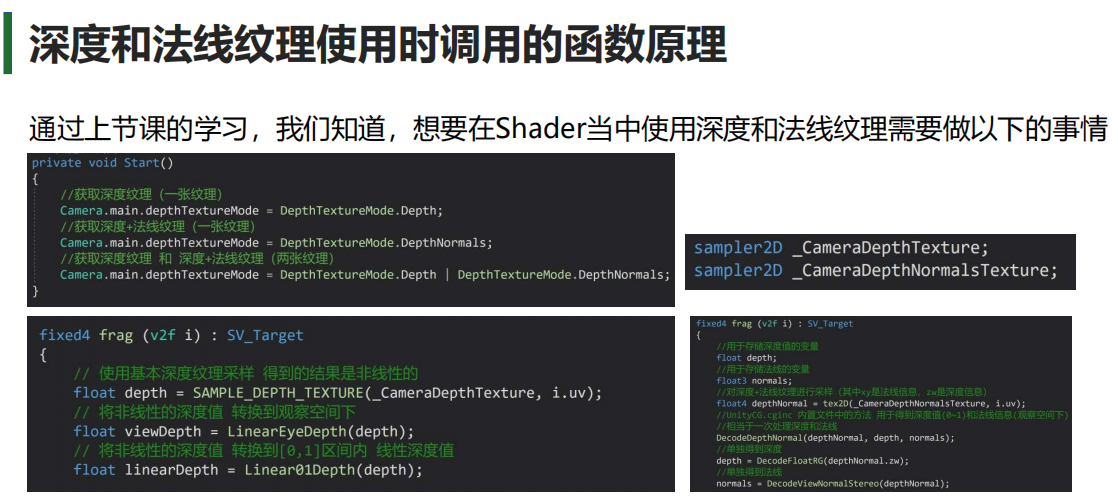 深度和法线纹理使用时调用的函数原理
通过上节课的学习，我们知道，想要在Shader当中使用深度和法线纹理需要做以下的事情
private void Start()
{
//获取深度纹理（一张纹理）
Camera.main.depthTextureMode = DepthTextureMode.Depth;
//获取深度+法线纹理（一张纹理）
Camera.main.depthTextureMode = DepthTextureMode.DepthNormals;
//获取深度纹理 和 深度+法线纹理（两张纹理）
Camera.main.depthTextureMode = DepthTextureMode.Depth | DepthTextureMode.DepthNormals;
}
sampler2D _CameraDepthTexture;
sampler2D _CameraDepthNormalsTexture;
fixed4 frag (v2f i) : SV_Target
{
// 使用基本深度纹理采样 得到的结果是非线性的
float depth = SAMPLE_DEPTH_TEXTURE(_CameraDepthTexture, i.uv);
// 将非线性的深度值 转换到观察空间下
float viewDepth = LinearEyeDepth(depth);
// 将非线性的深度值 转换到[0,1]区间内 线性深度值
float linearDepth = Linear01Depth(depth);
fixed4 frag (v2f i) : SV_Target
{
//用于存储深度值的变量
float depth;
//用于存储法线的变量
float3 normals;
//对深度+法线纹理进行采样（其中xy是法线信息，zw是深度信息）
float4 depthNormal = tex2D(_CameraDepthNormalsTexture, i.uv);
//UnityCG.cginc 内置文件中的方法 用于得到深度值(0~1)和法线信息(观察空间下)
//相当于一次处理深度和法线
DecodeDepthNormal(depthNormal, depth, normals);
//单独得到深度
depth = DecodeFloatRG(depthNormal.zw);
//单独得到法线
normals = DecodeViewNormalStereo(depthNormal);